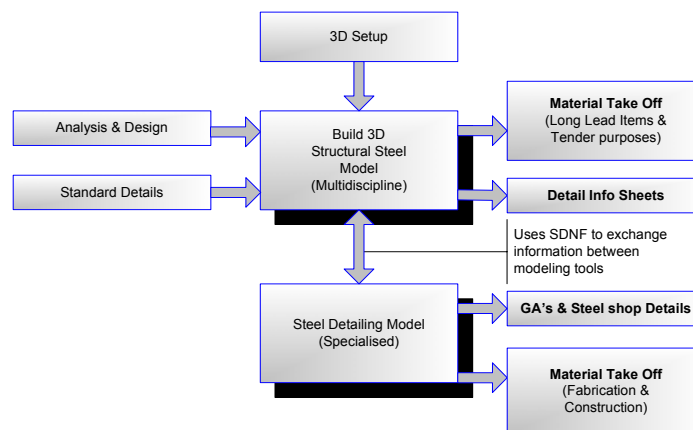 3D Setup
Analysis & Design
Standard Details
Build 3D
Structural Steel
Model
(Multidiscipline)
Material Take Off
(Long Lead Items &
Tender purposes)
Detail Info Sheets
Uses SDNF to exchange
information between
modeling tools
Steel Detailing Model
(Specialised)
GA's & Steel shop Details
Material Take Off
(Fabrication &
Construction)